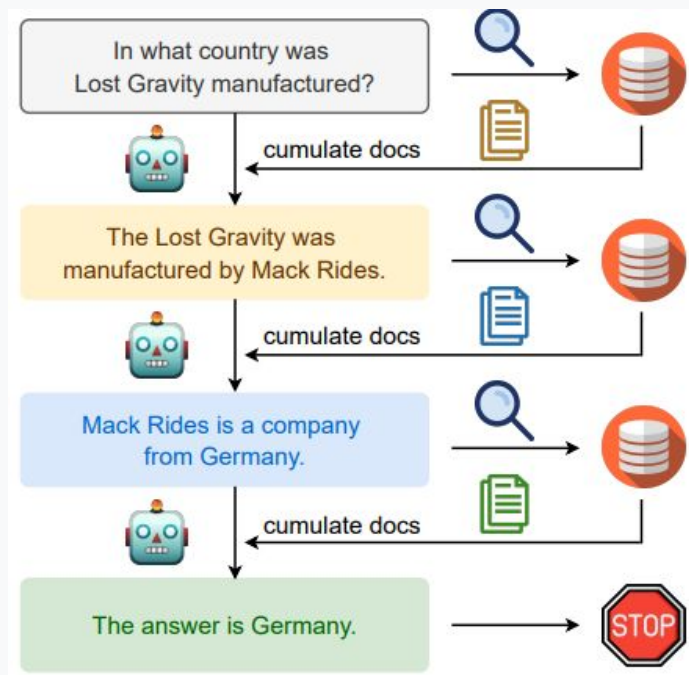 In what country was
Lost Gravity manufactured?
cumulate docs
The Lost Gravity was
manufactured by Mack Rides.
cumulate docs
Mack Rides is a company
from Germany.
cumulate docs
The answer is Germany.
STOP